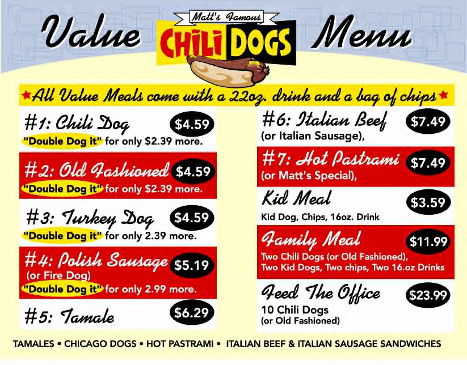 Value Matt's Famous Menu
CHiLi DOGS
★All Value Meals come with a 22oz. drink and a bag of chips★
#1: Chili Dog $4.59
"Double Dog it" for only $2.39 more.
#2: Old Fashioned $4.59
"Double Dog it" for only $2.39 more.
#3: Turkey Dog $4.59
"Double Dog it" for only 2.39 more.
#4: Polish Sausage $5.19
(or Fire Dog)
"Double Dog it" for only 2.99 more.
#5: Tamale $6.29
#6: Italian Beef $7.49
(or Italian Sausage),
#7: Hot Pastrami $7.49
(or Matt's Special),
Kid Meal $3.59
Kid Dog, Chips, 16oz. Drink
Family Meal $11.99
Two Chili Dogs (or Old Fashioned),
Two Kid Dogs, Two chips, Two 16.oz Drinks
Feed The Office $23.99
10 Chili Dogs
(or Old Fashioned)
TAMALES • CHICAGO DOGS • HOT PASTRAMI • ITALIAN BEEF & ITALIAN SAUSAGE SANDWICHES